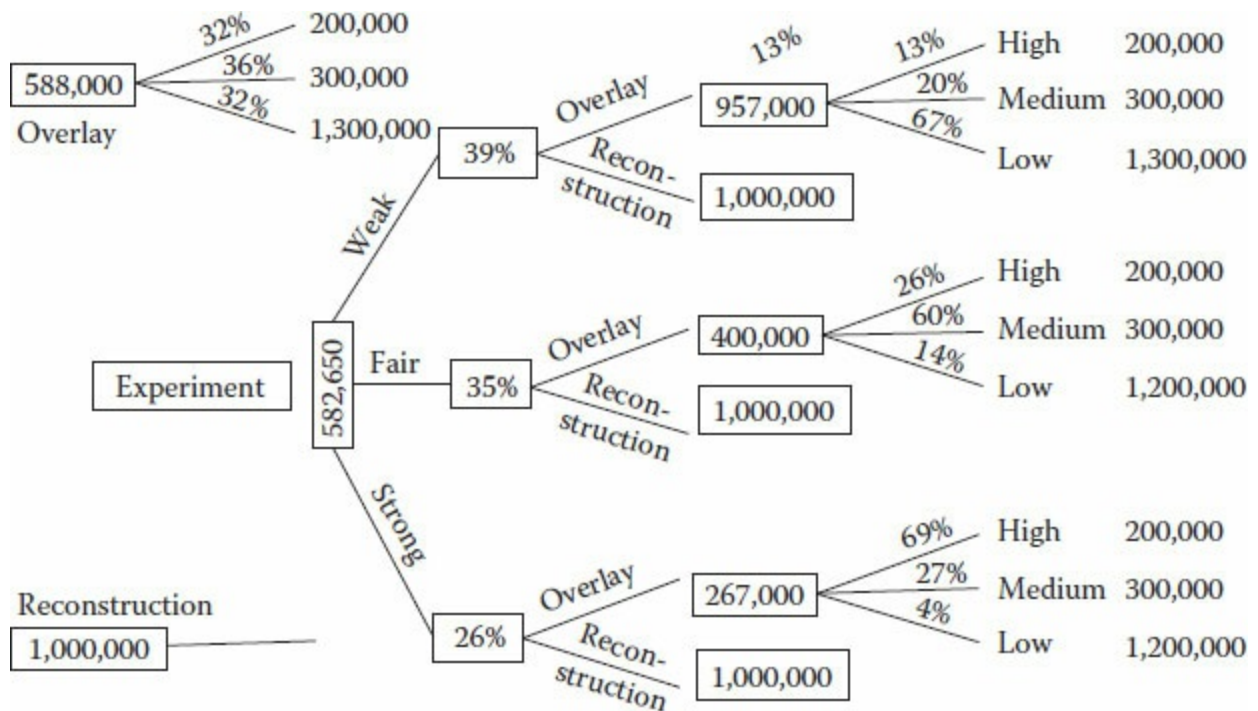 32% 200,000
588,000 36% 300,000
32% 1,300,000
Overlay
Weak
39%
Overlay
Recon-
struction
13%
957,000
1,000,000
13% High 200,000
20% Medium 300,000
67% Low 1,300,000
Experiment
582,650
Fair
35%
Overlay
Recon-
struction
400,000
1,000,000
26% High 200,000
60% Medium 300,000
14% Low 1,200,000
Strong
26%
Overlay
Recon-
struction
267,000
1,000,000
69% High 200,000
27% Medium 300,000
4% Low 1,200,000
Reconstruction
1,000,000